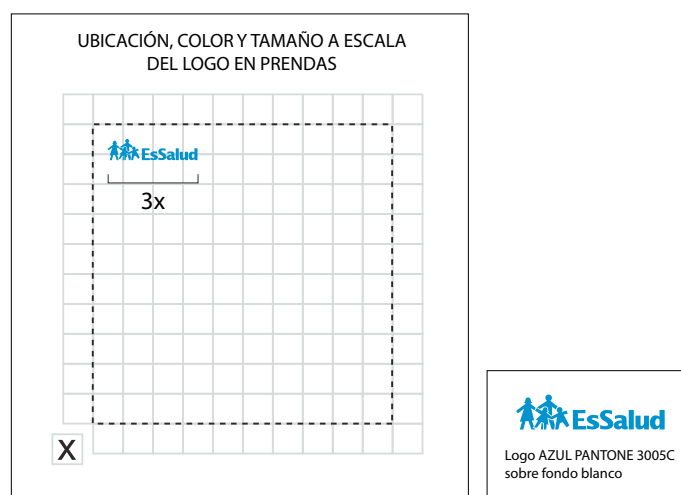 UBICACIÓN, COLOR Y TAMAÑO A ESCALA
DEL LOGO EN PRENDAS
EsSalud
3x
X
EsSalud
Logo AZUL PANTONE 3005C
sobre fondo blanco